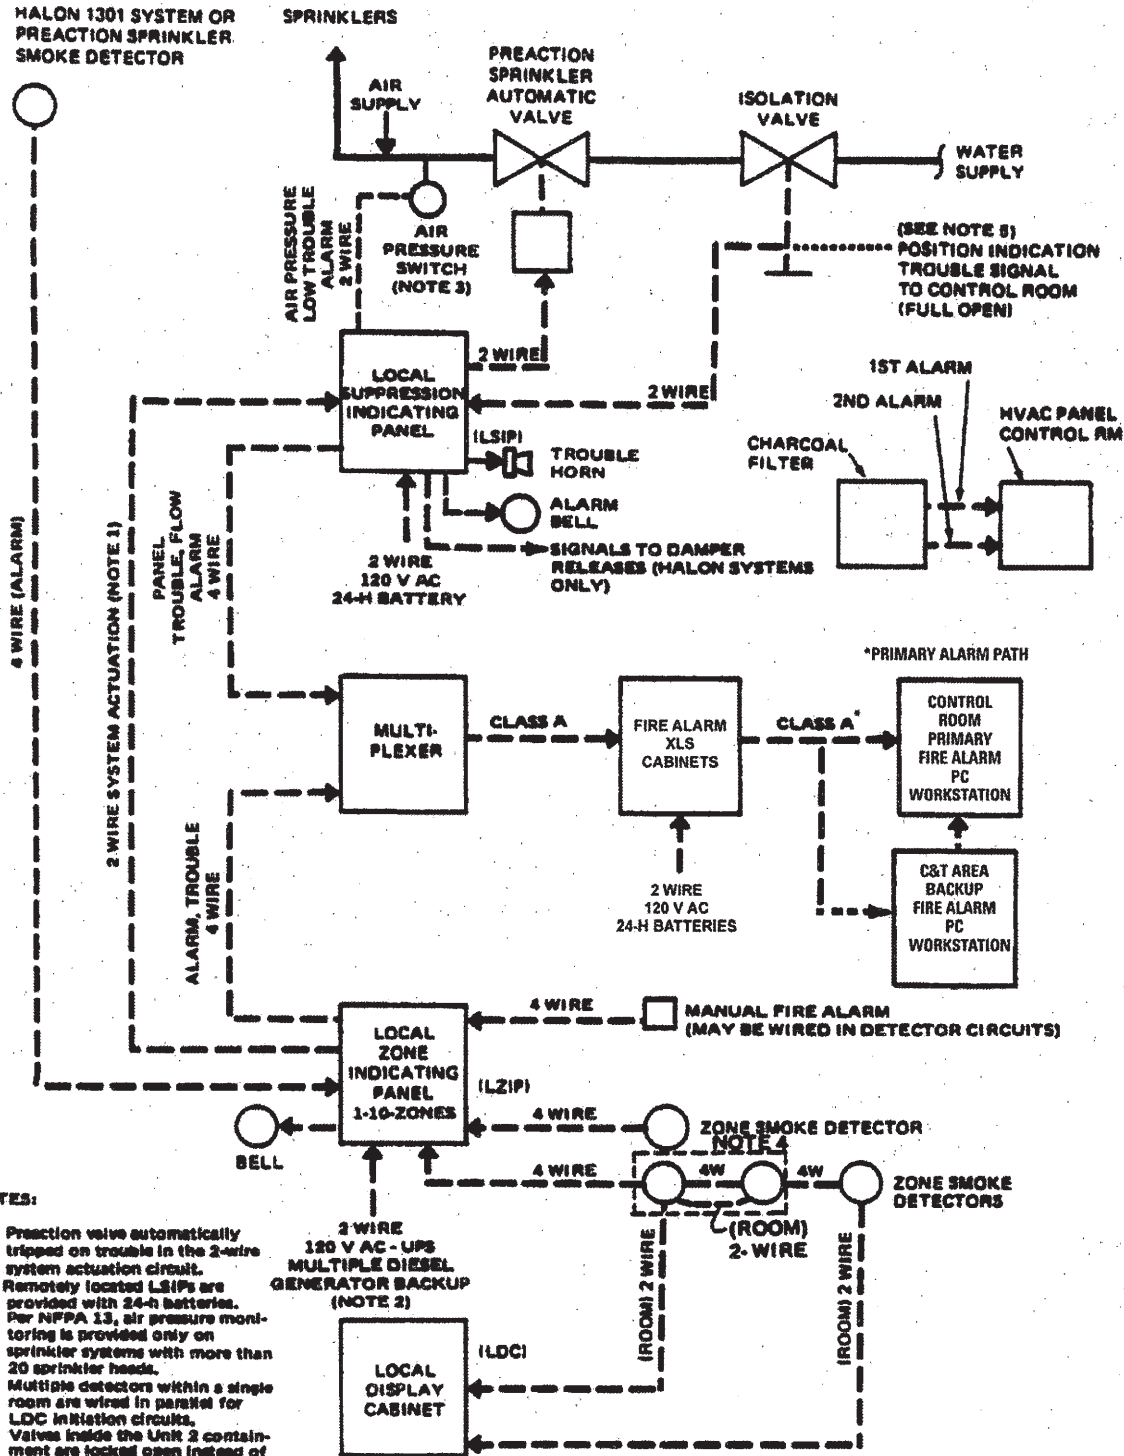 HALON 1301 SYSTEM OR
PREACTION SPRINKLER
SMOKE DETECTOR
SPRINKLERS
AIR
SUPPLY
PREACTION
SPRINKLER
AUTOMATIC
VALVE
ISOLATION
VALVE
WATER
SUPPLY
AIR PRESSURE
LOW TROUBLE
ALARM
2 WIRE
AIR
PRESSURE
SWITCH
(NOTE 3)
(SEE NOTE 5)
POSITION INDICATION
TROUBLE SIGNAL
TO CONTROL ROOM
(FULL OPEN)
LOCAL
SUPPRESSION
INDICATING
PANEL
(LSIP)
2 WIRE
2 WIRE
TROUBLE
HORN
ALARM
BELL
SIGNALS TO DAMPER
RELEASES (HALON SYSTEMS
ONLY)
2 WIRE
120 V AC
24-H BATTERY
1ST ALARM
2ND ALARM
CHARCOAL
FILTER
HVAC PANEL
CONTROL RM
4 WIRE (ALARM)
2 WIRE SYSTEM ACTUATION (NOTE 1)
PANEL
TROUBLE, FLOW
ALARM
4 WIRE
*PRIMARY ALARM PATH
MULTI-
PLEXER
CLASS A
FIRE ALARM
XLS
CABINETS
CLASS A*
CONTROL
ROOM
PRIMARY
FIRE ALARM
PC
WORKSTATION
2 WIRE
120 V AC
24-H BATTERIES
C&T AREA
BACKUP
FIRE ALARM
PC
WORKSTATION
ALARM, TROUBLE
4 WIRE
LOCAL
ZONE
INDICATING
PANEL
1-10-ZONES
(LZIP)
4 WIRE
MANUAL FIRE ALARM
(MAY BE WIRED IN DETECTOR CIRCUITS)
BELL
4 WIRE
ZONE SMOKE DETECTOR
NOTE 4
4 WIRE
4W
4W
ZONE SMOKE
DETECTORS
(ROOM)
2-WIRE
2 WIRE
120 V AC - UPS
MULTIPLE DIESEL
GENERATOR BACKUP
(NOTE 2)
(ROOM) 2 WIRE
(ROOM) 2 WIRE
LOCAL
DISPLAY
CABINET
(LDC)
TES:
Preaction valve automatically
tripped on trouble in the 2-wire
system actuation circuit.
Remotely located LSIPs are
provided with 24-h batteries.
Per NFPA 13, air pressure moni-
toring is provided only on
sprinkler systems with more than
20 sprinkler heads.
Multiple detectors within a single
room are wired in parallel for
LDC initiation circuits.
Valves inside the Unit 2 contain-
ment are locked open instead of